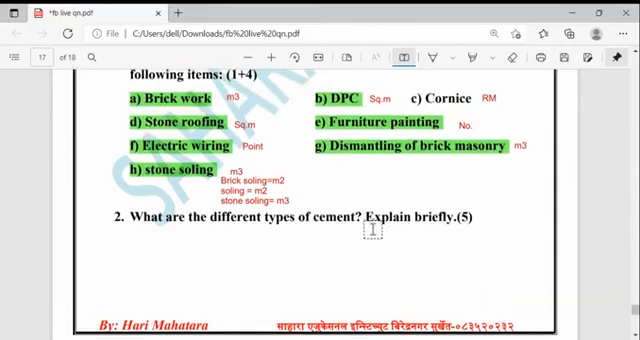 *fb live qn.pdf
File | C:/Users/dell/Downloads/fb%20live%20qn.pdf
17 of 18
following items: (1+4)
a) Brick work m3 b) DPC Sq.m c) Cornice RM
d) Stone roofing Sq.m e) Furniture painting No.
f) Electric wiring Point g) Dismantling of brick masonry m3
h) stone soling m3
Brick soling=m2
soling = m2
stone soling= m3
2. What are the different types of cement? Explain briefly.(5)
SAHARA
By: Hari Mahatara साहारा एजुकेसनल इन्स्टिच्युट बिरेन्द्रनगर सुर्खेत-०८३५२०२३२